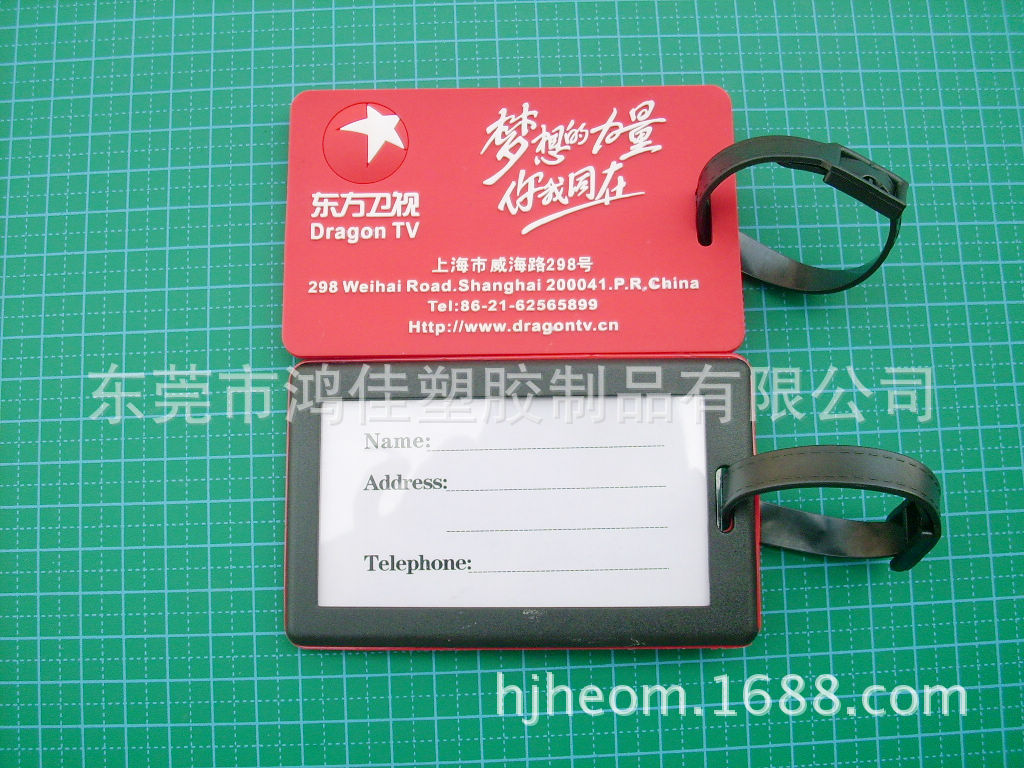 梦想的力量
你我同在
东方卫视
Dragon TV
上海市威海路298号
298 Weihai Road.Shanghai 200041.P.R,China
Tel:86-21-62565899
Http://www.dragontv.cn
东莞市鸿佳塑胶制品有限公司
Name:
Address:
Telephone:
hjheom.1688.com